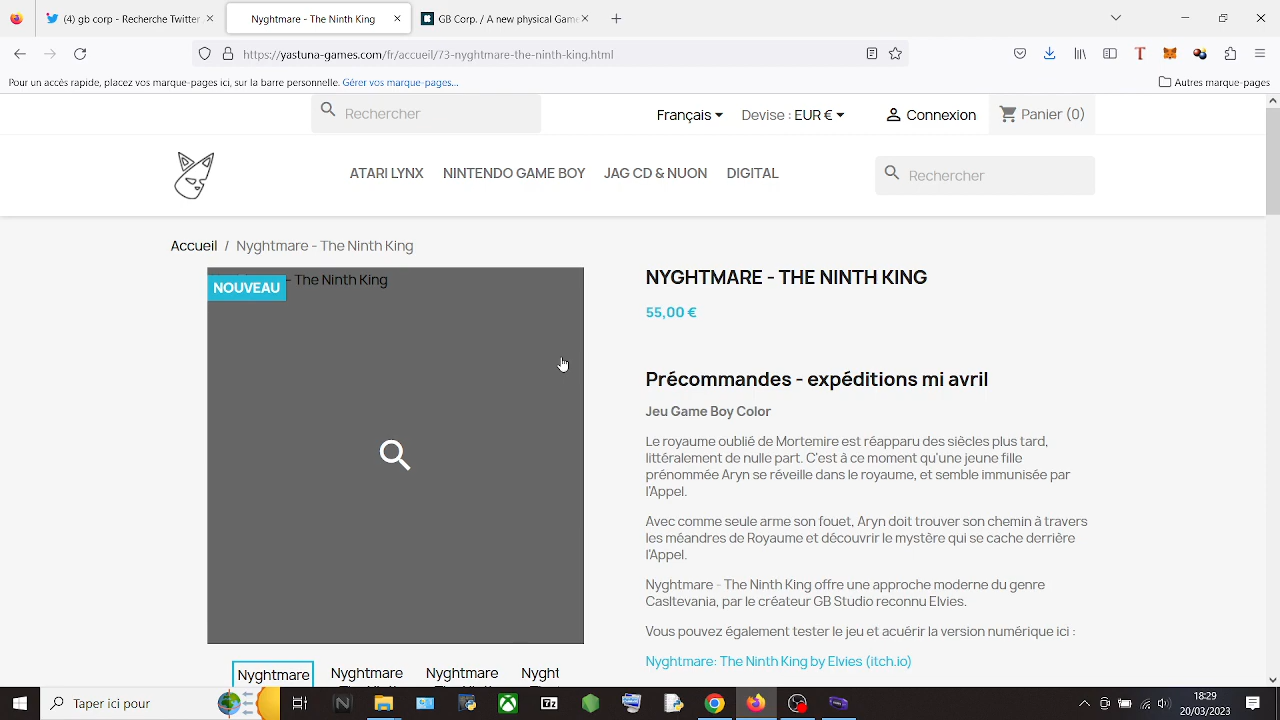 (4) gb corp - Recherche Twitter
Nyghtmare - The Ninth King
GB Corp. / A new physical Game
https://yastuna-games.com/fr/accueil/73-nyghtmare-the-ninth-king.html
Pour un accès rapide, placez vos marque-pages ici, sur la barre personnelle. Gérer vos marque-pages...
Autres marque-pages
Rechercher
Français
Devise : EUR €
Connexion
Panier (0)
ATARI LYNX
NINTENDO GAME BOY
JAG CD & NUON
DIGITAL
Rechercher
Accueil / Nyghtmare - The Ninth King
- The Ninth King
NOUVEAU
NYGHTMARE - THE NINTH KING
55,00 €
Précommandes - expéditions mi avril
Jeu Game Boy Color
Le royaume oublié de Mortemire est réapparu des siècles plus tard,
littéralement de nulle part. C'est à ce moment qu'une jeune fille
prénommée Aryn se réveille dans le royaume, et semble immunisée par
l'Appel.
Avec comme seule arme son fouet, Aryn doit trouver son chemin à travers
les méandres de Royaume et découvrir le mystère qui se cache derrière
l'Appel.
Nyghtmare - The Ninth King offre une approche moderne du genre
Casltevania, par le créateur GB Studio reconnu Elvies.
Vous pouvez également tester le jeu et acuérir la version numérique ici :
Nyghtmare: The Ninth King by Elvies (itch.io)
Nyghtmare
Nyghtmare
Nyghtmare
Nyght
Taper ici pour
18:29
20/03/2023